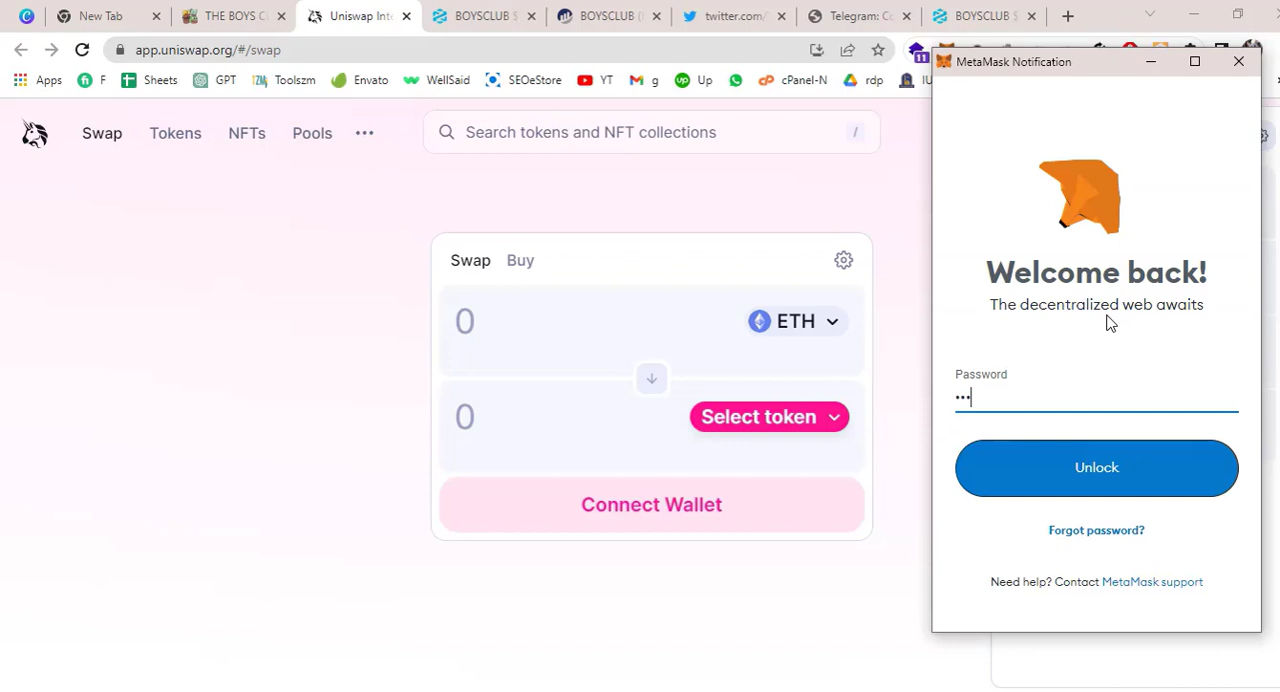 New Tab
THE BOYS C
Uniswap Int
BOYSCLUB $
BOYSCLUB (
twitter.com/
Telegram: Co
BOYSCLUB $
app.uniswap.org/#/swap
11
Apps
F
Sheets
GPT
Toolszm
Envato
WellSaid
SEOeStore
YT
g
Up
cPanel-N
rdp
IU
MetaMask Notification
Swap
Tokens
NFTs
Pools
Search tokens and NFT collections
/
Swap
Buy
0
ETH
0
Select token
Connect Wallet
Welcome back!
The decentralized web awaits
Password
•••
Unlock
Forgot password?
Need help? Contact MetaMask support